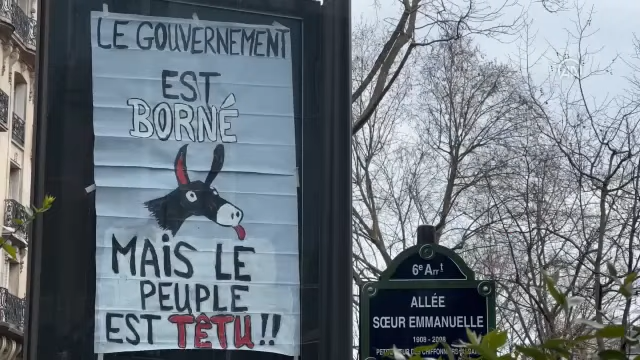 LE GOUVERNEMENT
EST
BORNÉ
MAIS LE
PEUPLE
EST TÊTU!!
6e Arrt
ALLÉE
SŒUR EMMANUELLE
1908 - 2008